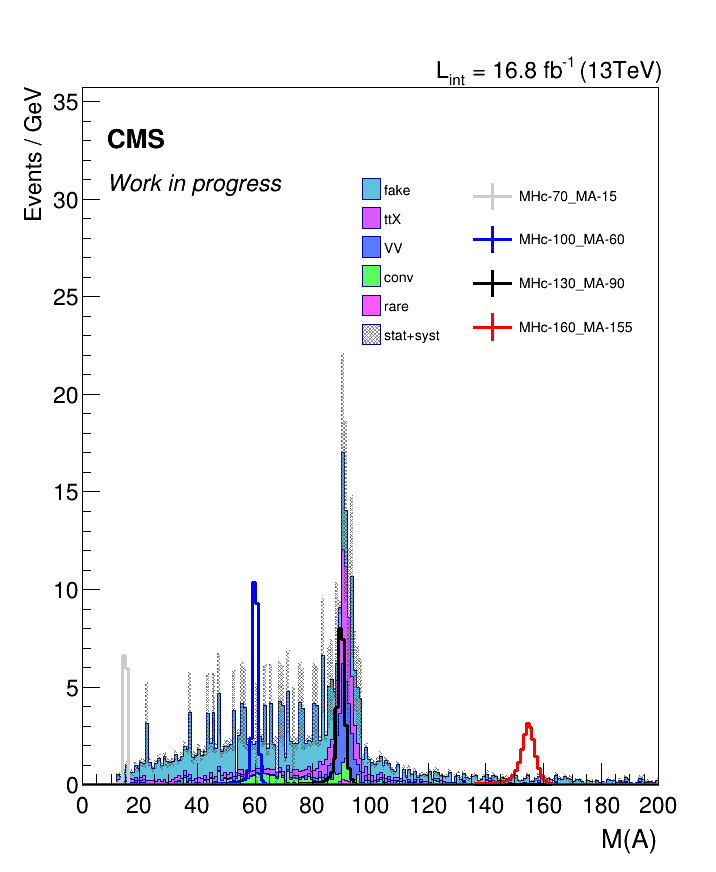 L_int = 16.8 fb^-1 (13TeV)
Events / GeV
35
CMS
Work in progress
30
fake
MHc-70_MA-15
ttX
VV
MHc-100_MA-60
conv
MHc-130_MA-90
25
rare
stat+syst
MHc-160_MA-155
20
15
10
5
0
0 20 40 60 80 100 120 140 160 180 200
M(A)